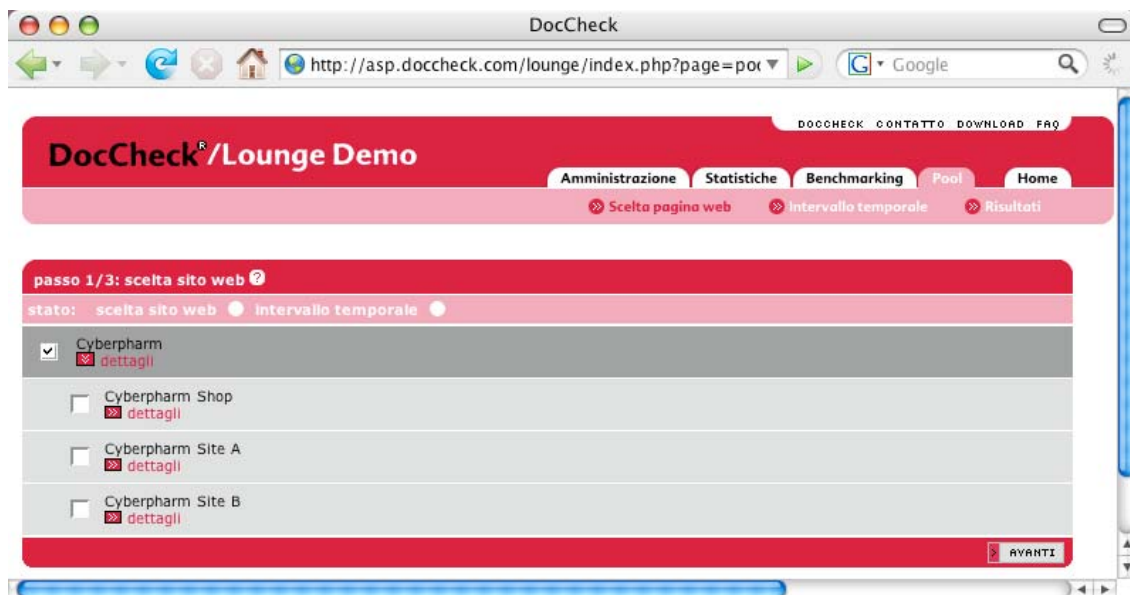 DocCheck
http://asp.doccheck.com/lounge/index.php?page=poo
Google
DOCCHECK CONTATTO DOWNLOAD FAQ
DocCheck®/Lounge Demo
Amministrazione Statistiche Benchmarking Pool Home
Scelta pagina web Intervallo temporale Risultati
passo 1/3: scelta sito web ?
stato: scelta sito web intervallo temporale
Cyberpharm
dettagli
Cyberpharm Shop
dettagli
Cyberpharm Site A
dettagli
Cyberpharm Site B
dettagli
AVANTI